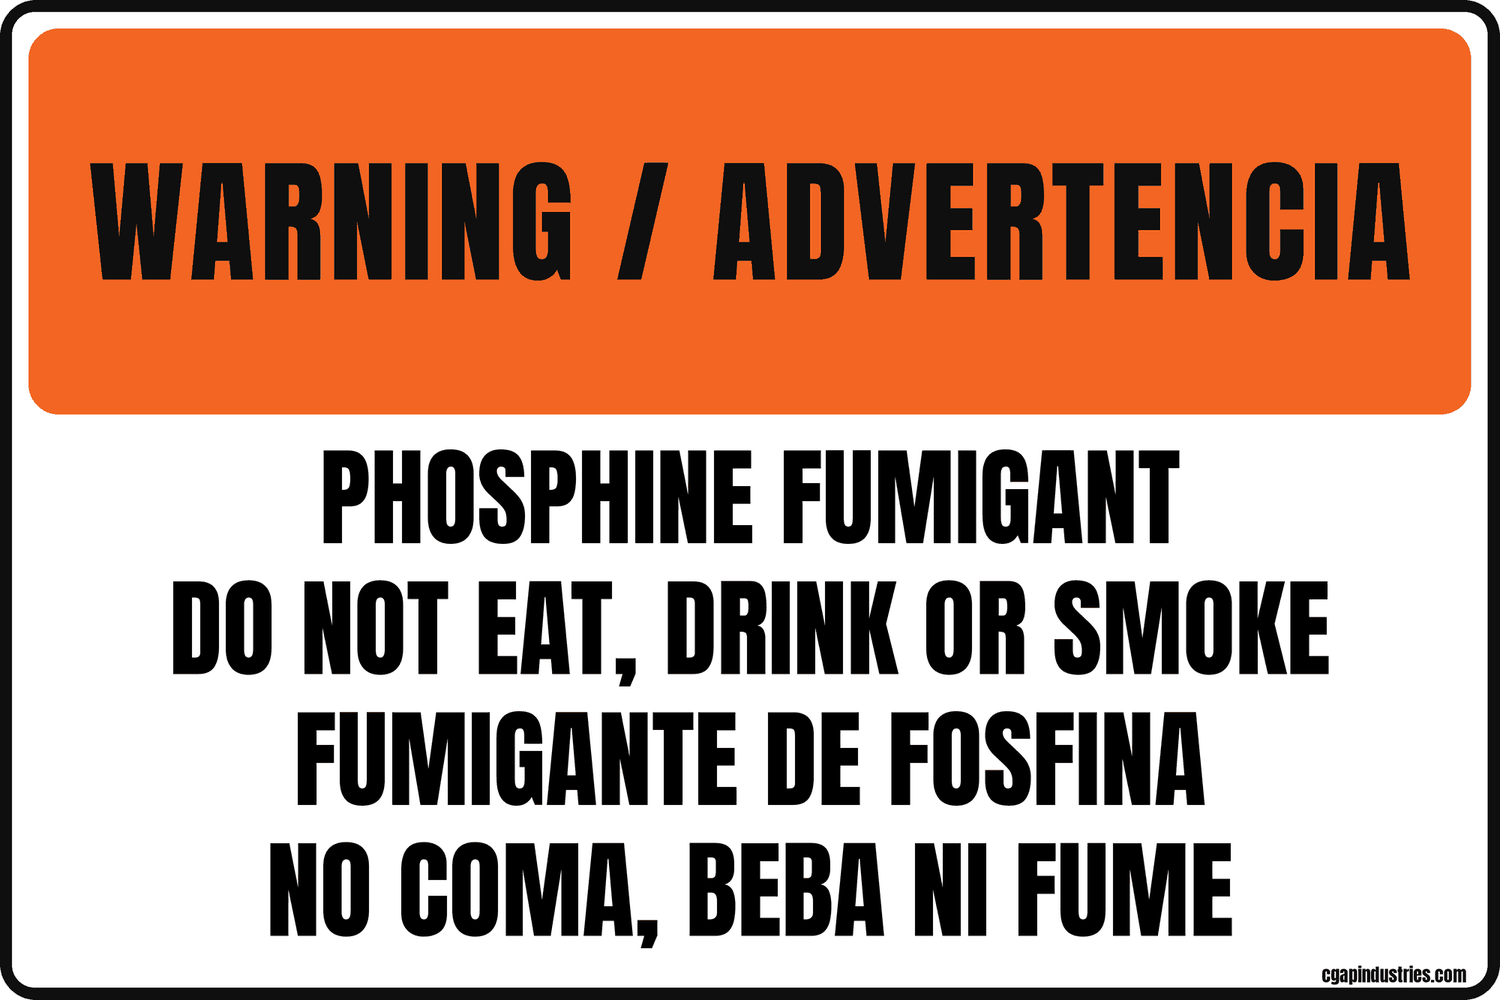 WARNING / ADVERTENCIA
PHOSPHINE FUMIGANT
DO NOT EAT, DRINK OR SMOKE
FUMIGANTE DE FOSFINA
NO COMA, BEBA NI FUME
cgapindustries.com